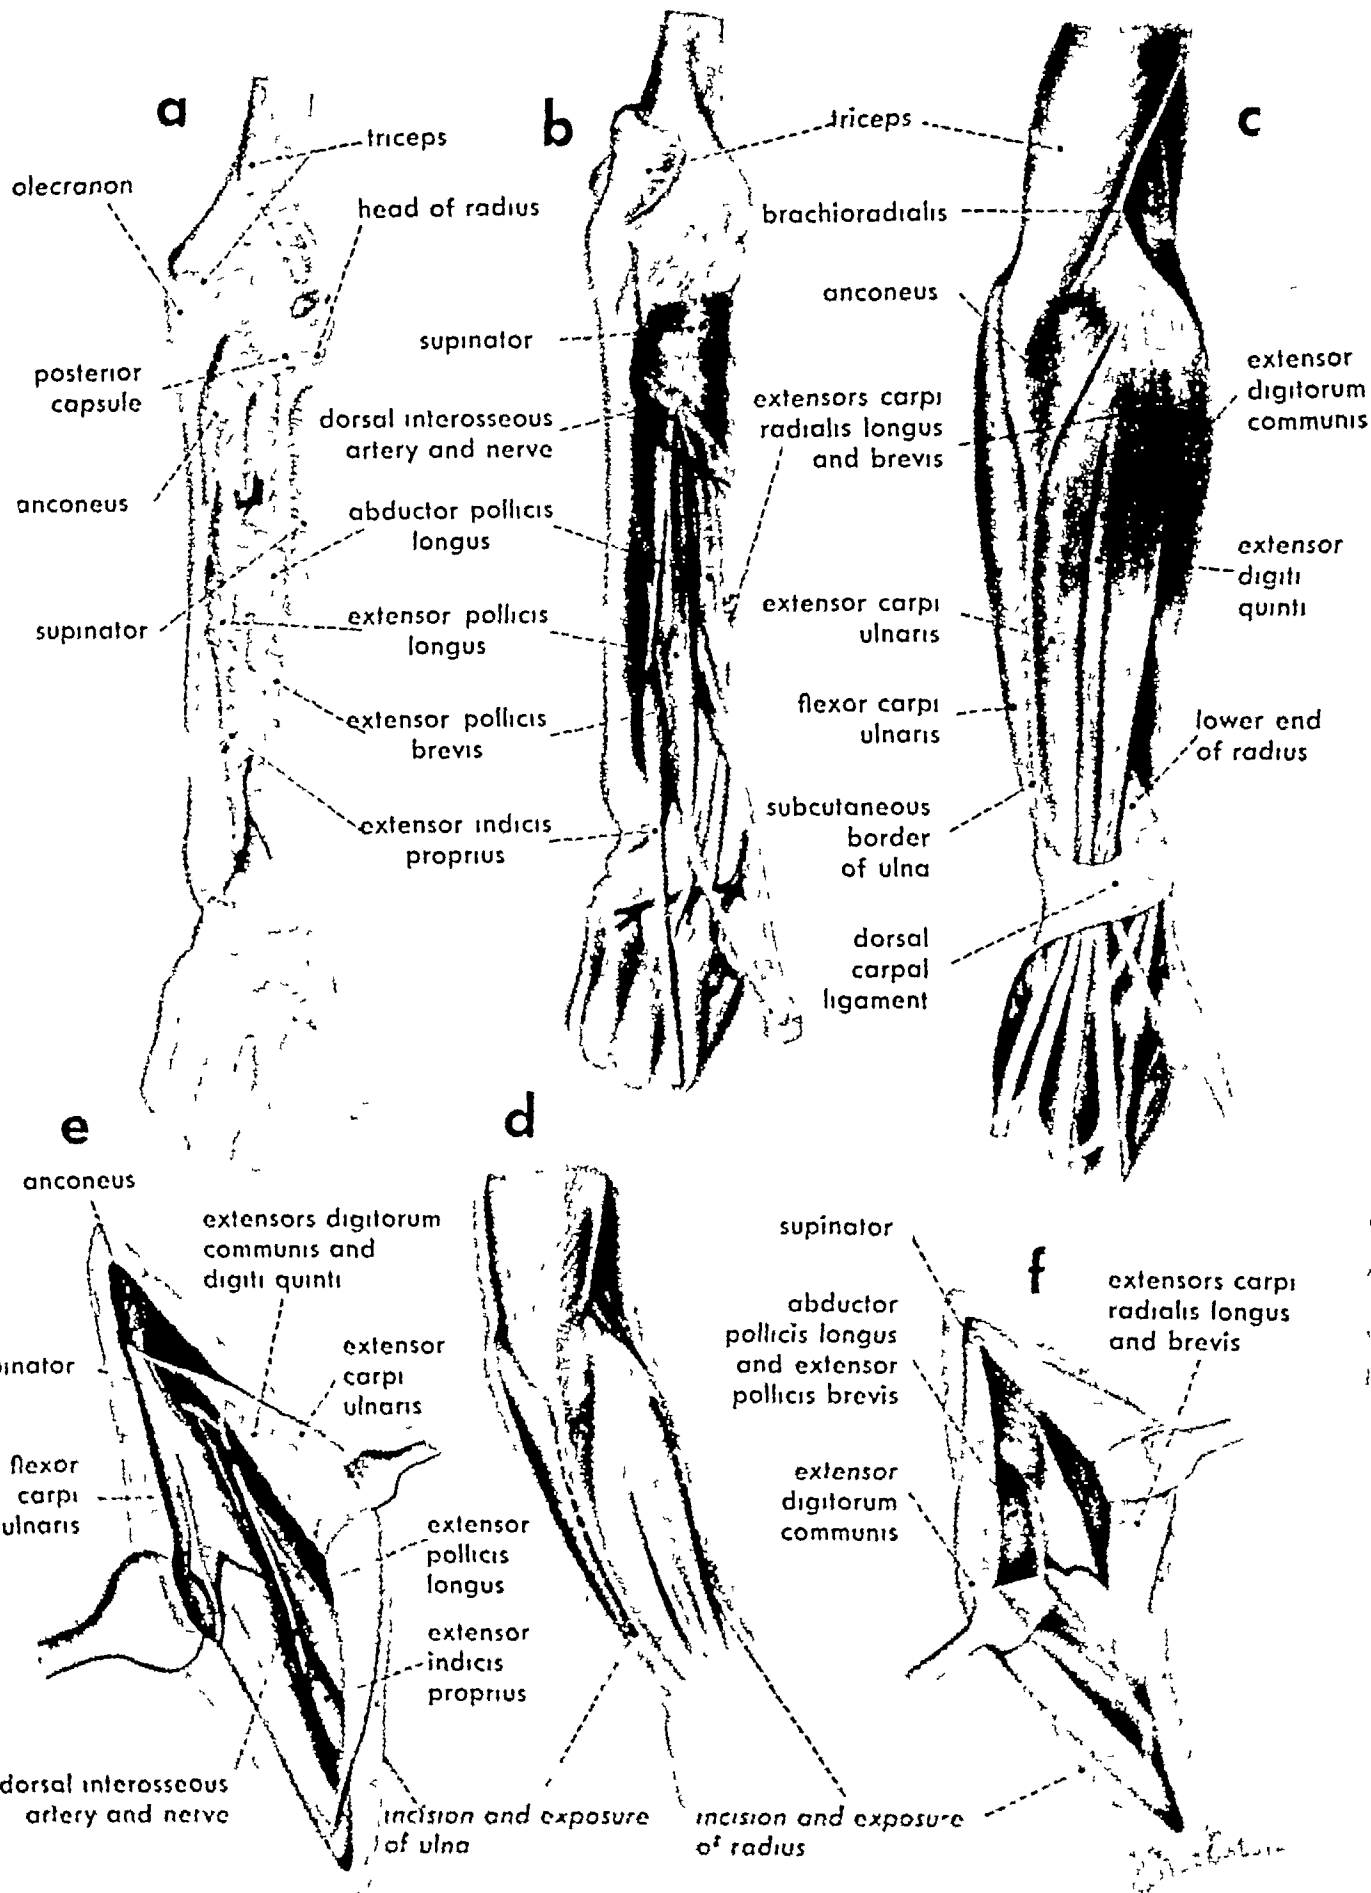 a
b
c
triceps
triceps
olecranon
head of radius
brachioradialis
anconeus
supinator
posterior
capsule
extensor
digitorum
communis
dorsal interosseous
artery and nerve
extensors carpi
radialis longus
and brevis
anconeus
abductor pollicis
longus
extensor
digiti
quinti
supinator
extensor pollicis
longus
extensor carpi
ulnaris
extensor pollicis
brevis
flexor carpi
ulnaris
lower end
of radius
extensor indicis
proprius
subcutaneous
border
of ulna
dorsal
carpal
ligament
e
d
anconeus
extensors digitorum
communis and
digiti quinti
supinator
f
extensors carpi
radialis longus
and brevis
abductor
pollicis longus
and extensor
pollicis brevis
inator
extensor
carpi
ulnaris
flexor
carpi
ulnaris
extensor
digitorum
communis
extensor
pollicis
longus
extensor
indicis
proprius
dorsal interosseous
artery and nerve
incision and exposure
of ulna
incision and exposure
of radius